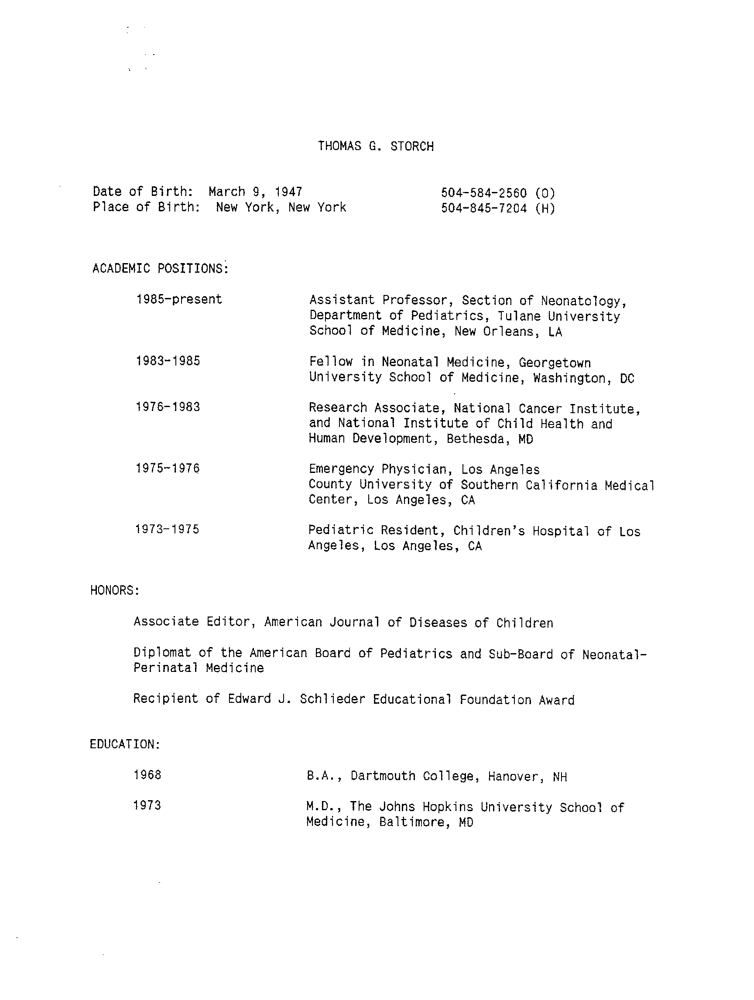 THOMAS G. STORCH
Date of Birth: March 9, 1947 504-584-2560 (O)
Place of Birth: New York, New York 504-845-7204 (H)
ACADEMIC POSITIONS:
1985-present Assistant Professor, Section of Neonatology,
Department of Pediatrics, Tulane University
School of Medicine, New Orleans, LA
1983-1985 Fellow in Neonatal Medicine, Georgetown
University School of Medicine, Washington, DC
1976-1983 Research Associate, National Cancer Institute,
and National Institute of Child Health and
Human Development, Bethesda, MD
1975-1976 Emergency Physician, Los Angeles
County University of Southern California Medical
Center, Los Angeles, CA
1973-1975 Pediatric Resident, Children's Hospital of Los
Angeles, Los Angeles, CA
HONORS:
Associate Editor, American Journal of Diseases of Children
Diplomat of the American Board of Pediatrics and Sub-Board of Neonatal-
Perinatal Medicine
Recipient of Edward J. Schlieder Educational Foundation Award
EDUCATION:
1968 B.A., Dartmouth College, Hanover, NH
1973 M.D., The Johns Hopkins University School of
Medicine, Baltimore, MD